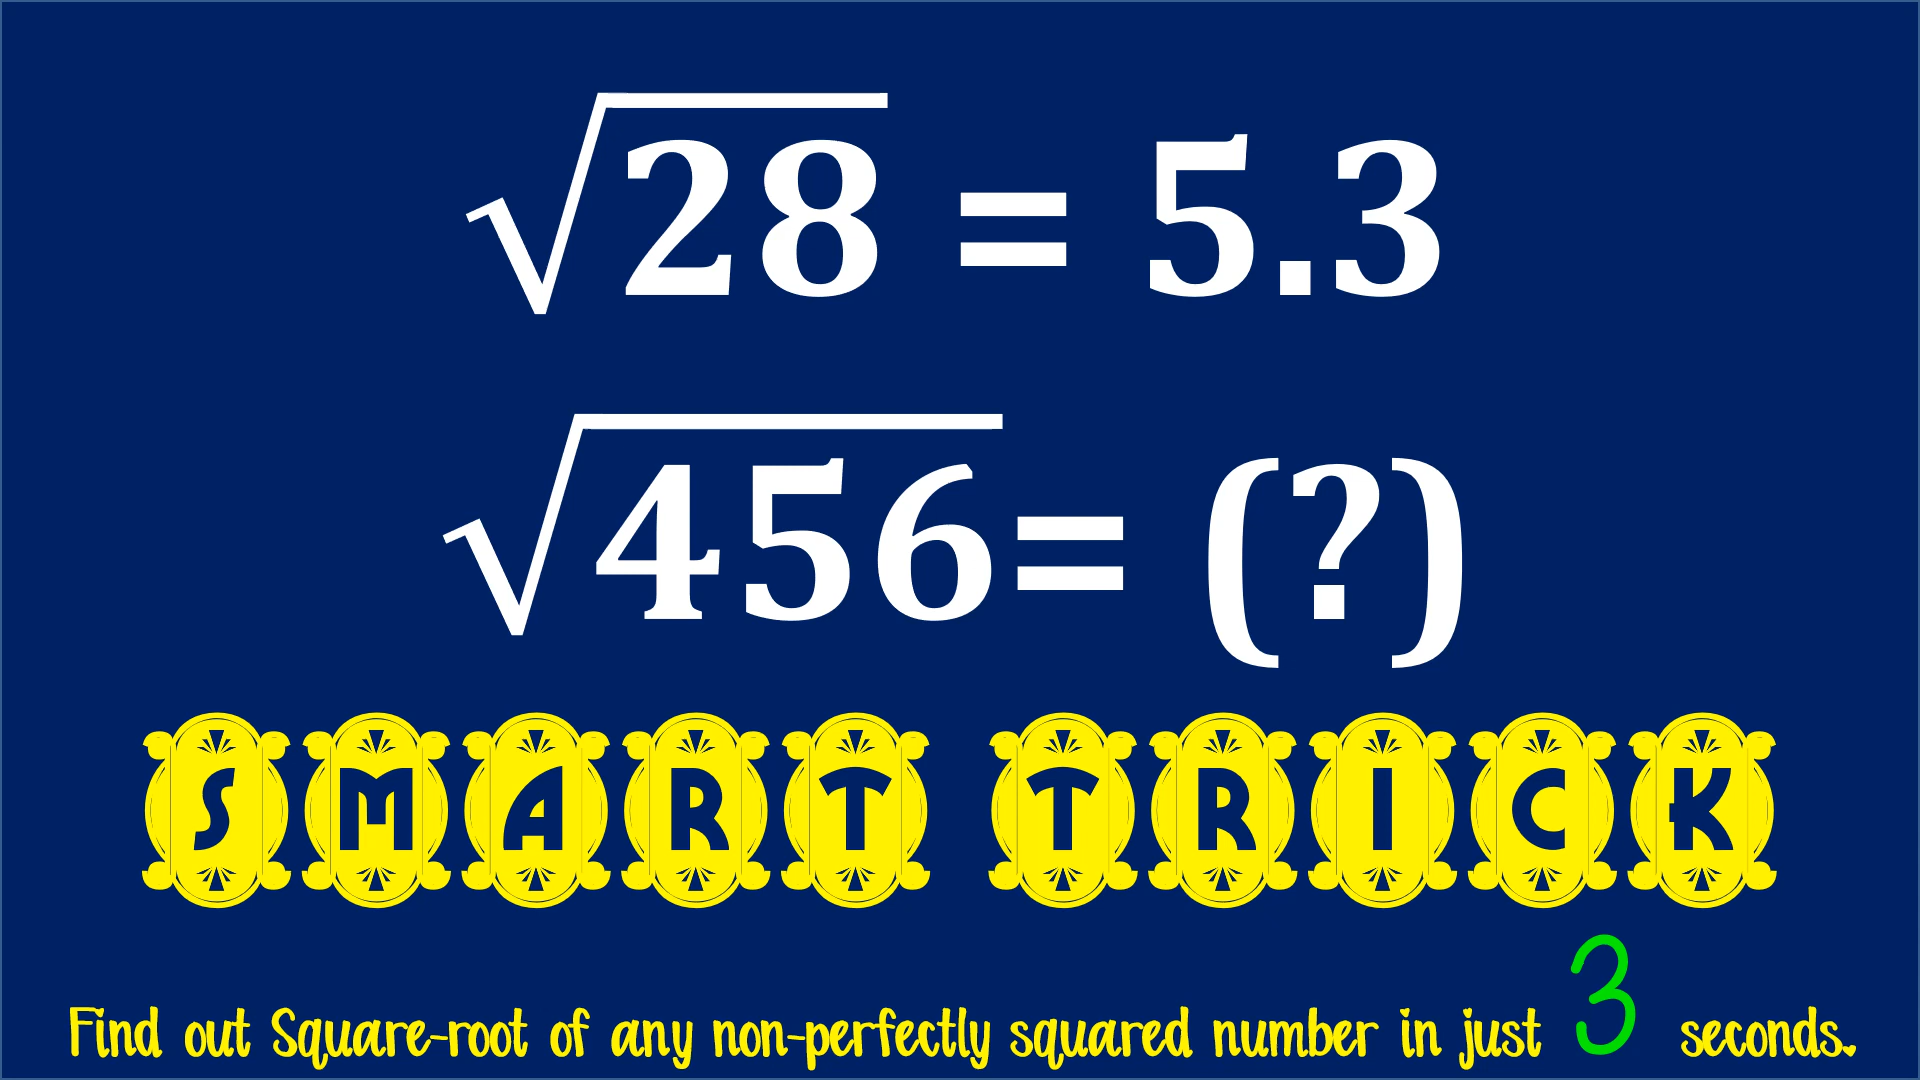 √28 = 5.3
√456= (?)
SMART TRICK
Find out Square-root of any non-perfectly squared number in just 3 seconds.